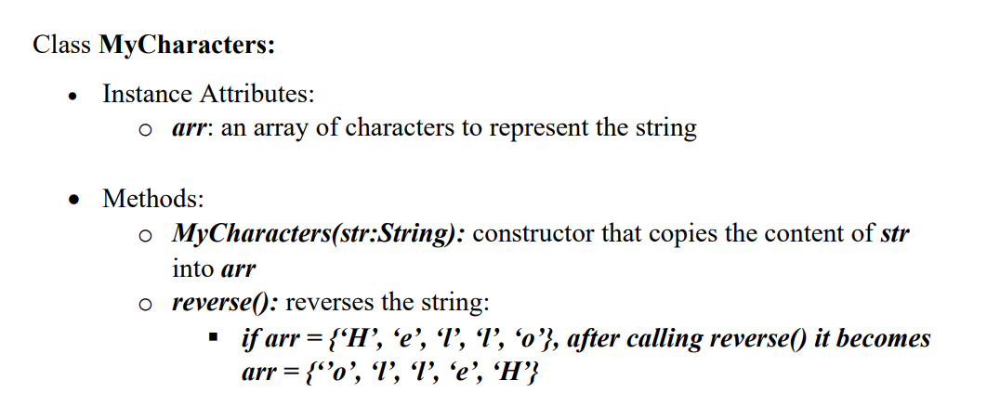 Class MyCharacters:
• Instance Attributes:
o arr: an array of characters to represent the string
• Methods:
o MyCharacters(str:String): constructor that copies the content of str
into arr
o reverse(): reverses the string:
▪ if arr = {‘H’, ‘e’, ‘l’, ‘l’, ‘o’}, after calling reverse() it becomes
arr = {‘’o’, ‘l’, ‘l’, ‘e’, ‘H’}